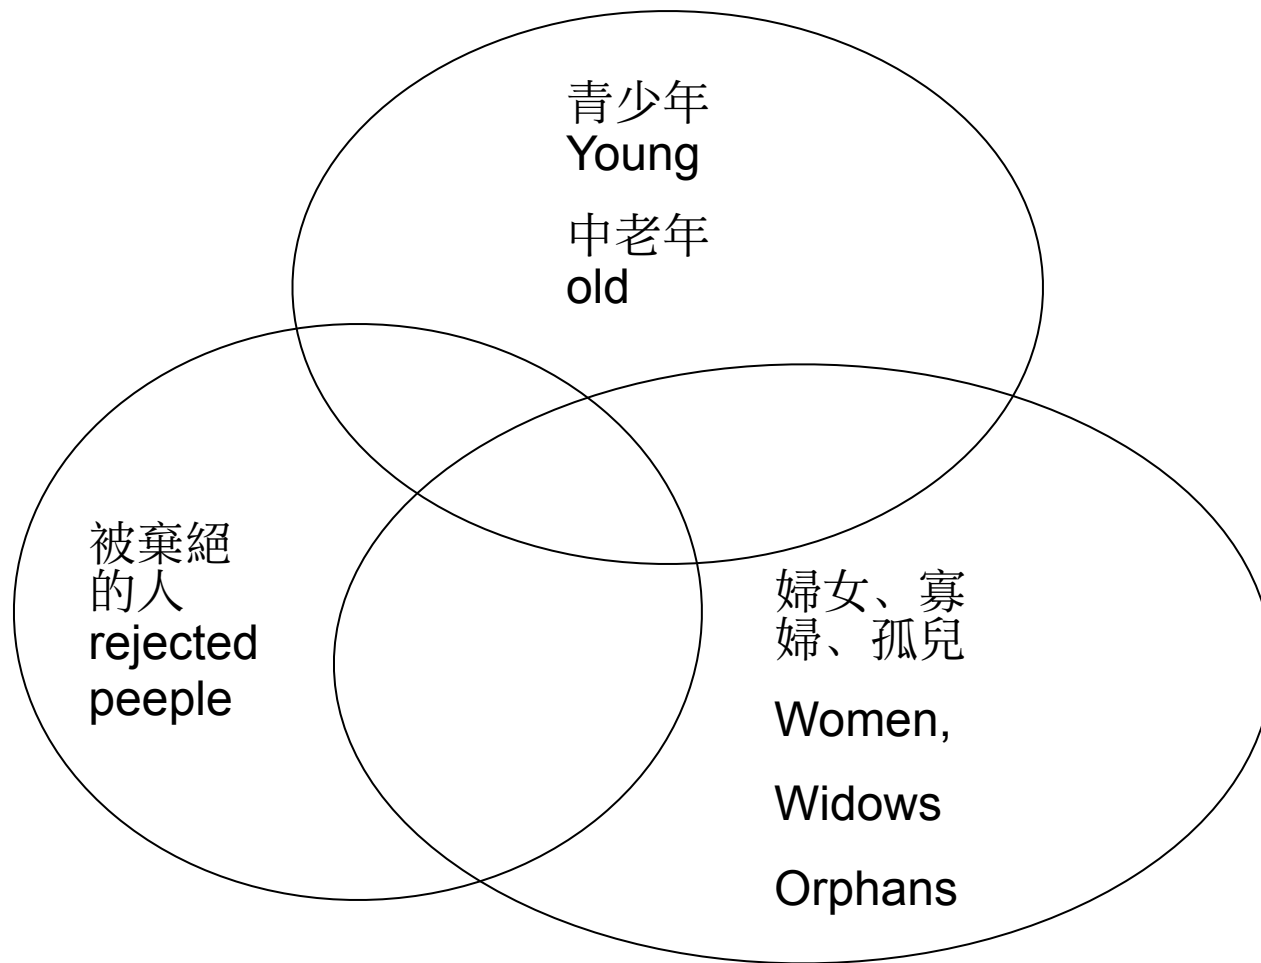 青少年
Young
中老年
old
被棄絕
的人
rejected
peeple
婦女、寡
婦、孤兒
Women,
Widows
Orphans